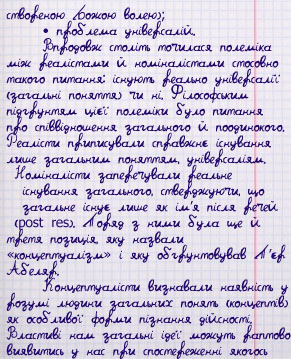 створеною Божою волею);
• проблема універсалій.
Впродовж століть точилася полеміка
між реалістами й номіналістами стосовно
такого питання: існують реально універсалії
(загальні поняття) чи ні. Філософським
підґрунтям цієї полеміки було питання
про співвідношення загального й поодинокого.
Реалісти приписували справжнє існування
лише загальним поняттям, універсаліям.
Номіналісти заперечували реальне
існування загального, стверджуючи, що
загальне існує лише як ім'я після речей
(post res). Поряд з ними була ще й
третя позиція, яку назвали
«концептуалізм» і яку обґрунтовував П'єр
Абеляр.
Концептуалісти визнавали наявність у
розумі людини загальних понять (концептів)
як особливої форми пізнання дійсності.
Властиві нам загальні ідеї можуть раптово
виявитись у нас при спостереженні якогось